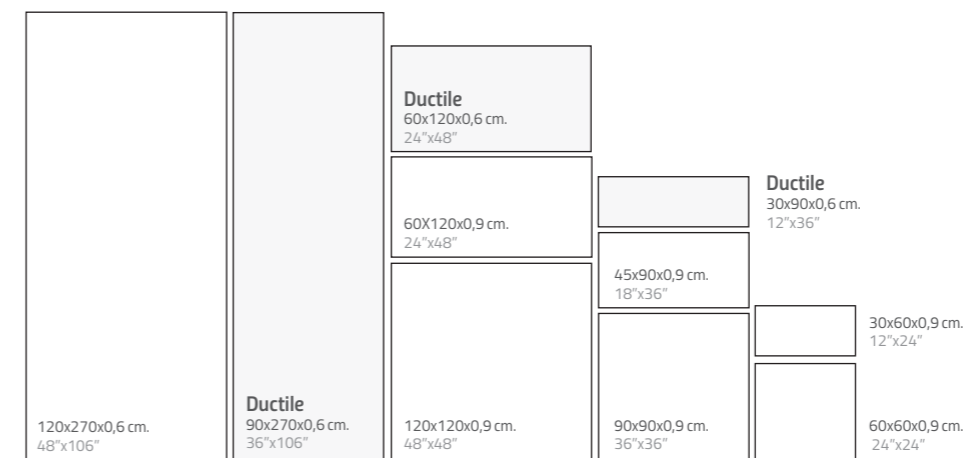 120x270x0,6 cm.
48”x106”
Ductile
90x270x0,6 cm.
36”x106”
Ductile
60x120x0,6 cm.
24”x48”
60X120x0,9 cm.
24”x48”
120x120x0,9 cm.
48”x48”
Ductile
30x90x0,6 cm.
12”x36”
45x90x0,9 cm.
18”x36”
90x90x0,9 cm.
36”x36”
30x60x0,9 cm.
12”x24”
60x60x0,9 cm.
24”x24”